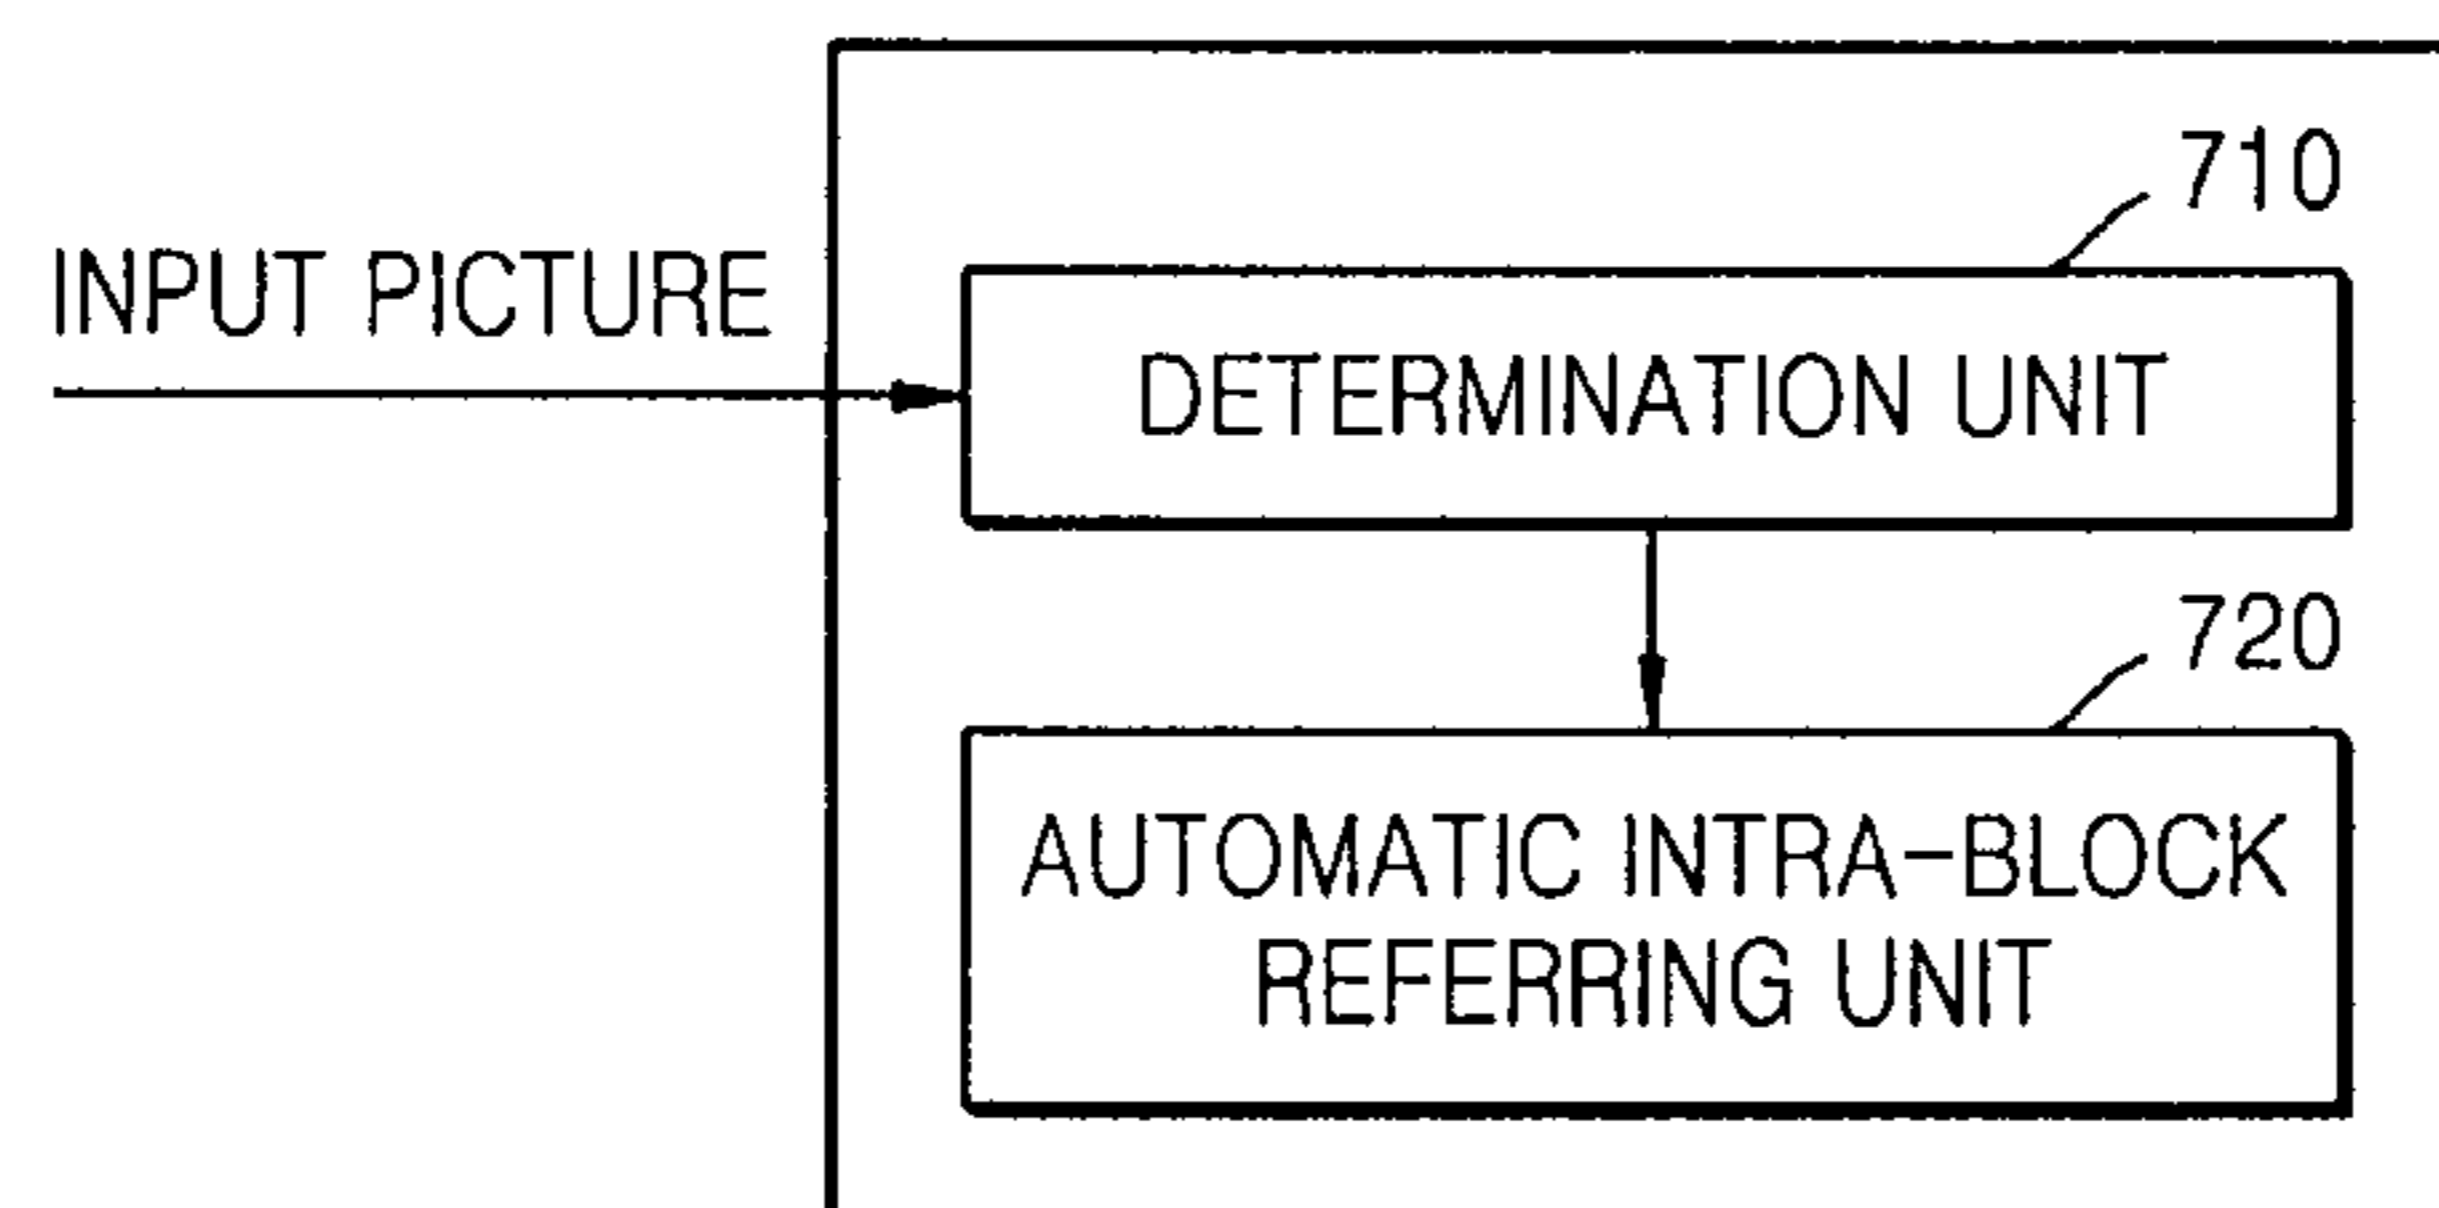 710
INPUT PICTURE
DETERMINATION UNIT
720
AUTOMATIC INTRA-BLOCK
REFERRING UNIT